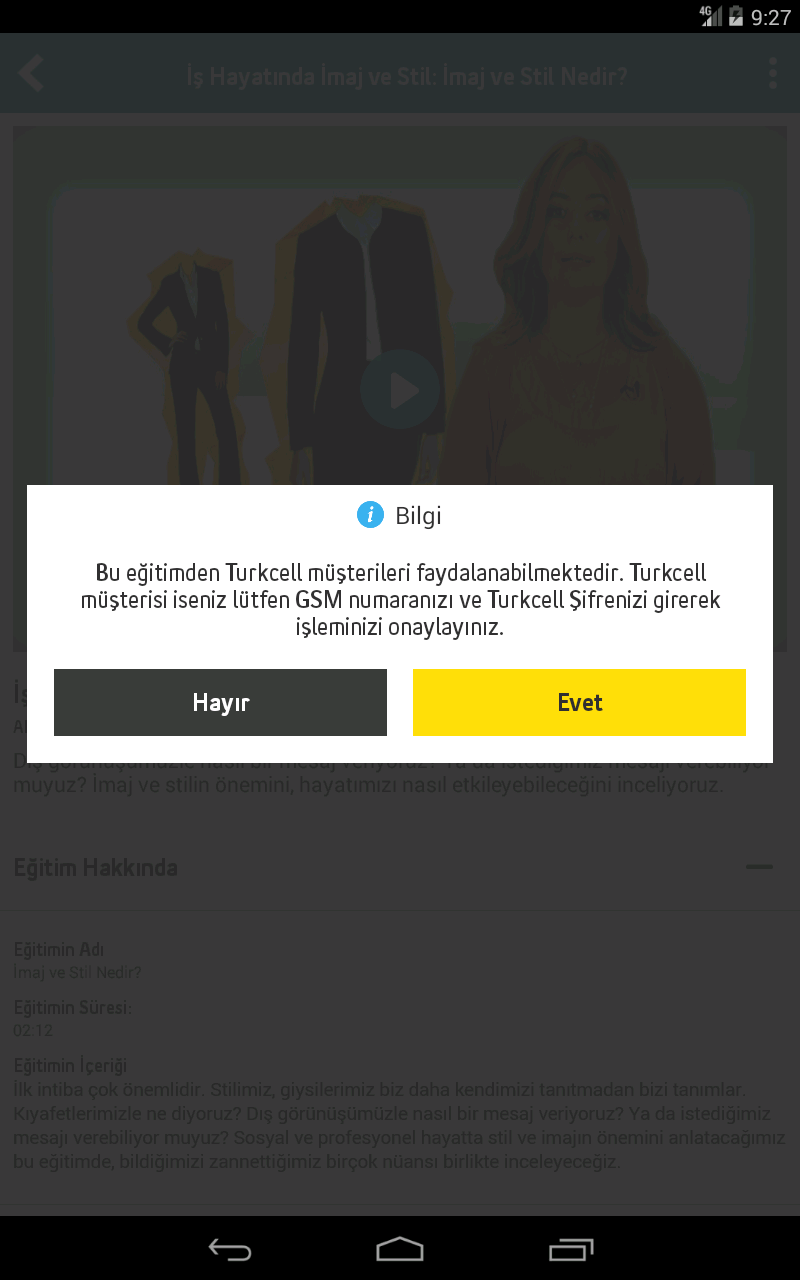 4G 9:27
İş Hayatında İmaj ve Stil: İmaj ve Stil Nedir?
Bilgi
Bu eğitimden Turkcell müşterileri faydalanabilmektedir. Turkcell
müşterisi iseniz lütfen GSM numaranızı ve Turkcell Şifrenizi girerek
işleminizi onaylayınız.
Hayır Evet
Dış görünüşümüzle nasıl bir mesaj veriyoruz? Ya da istediğimiz mesajı verebiliyor
muyuz? İmaj ve stilin önemini, hayatımızı nasıl etkileyebileceğini inceliyoruz.
Eğitim Hakkında
Eğitimin Adı
İmaj ve Stil Nedir?
Eğitimin Süresi:
02:12
Eğitimin İçeriği
İlk intiba çok önemlidir. Stilimiz, giysilerimiz biz daha kendimizi tanıtmadan bizi tanımlar.
Kıyafetlerimizle ne diyoruz? Dış görünüşümüzle nasıl bir mesaj veriyoruz? Ya da istediğimiz
mesajı verebiliyor muyuz? Sosyal ve profesyonel hayatta stil ve imajın önemini anlatacağımız
bu eğitimde, bildiğimizi zannettiğimiz birçok nüansı birlikte inceleyeceğiz.